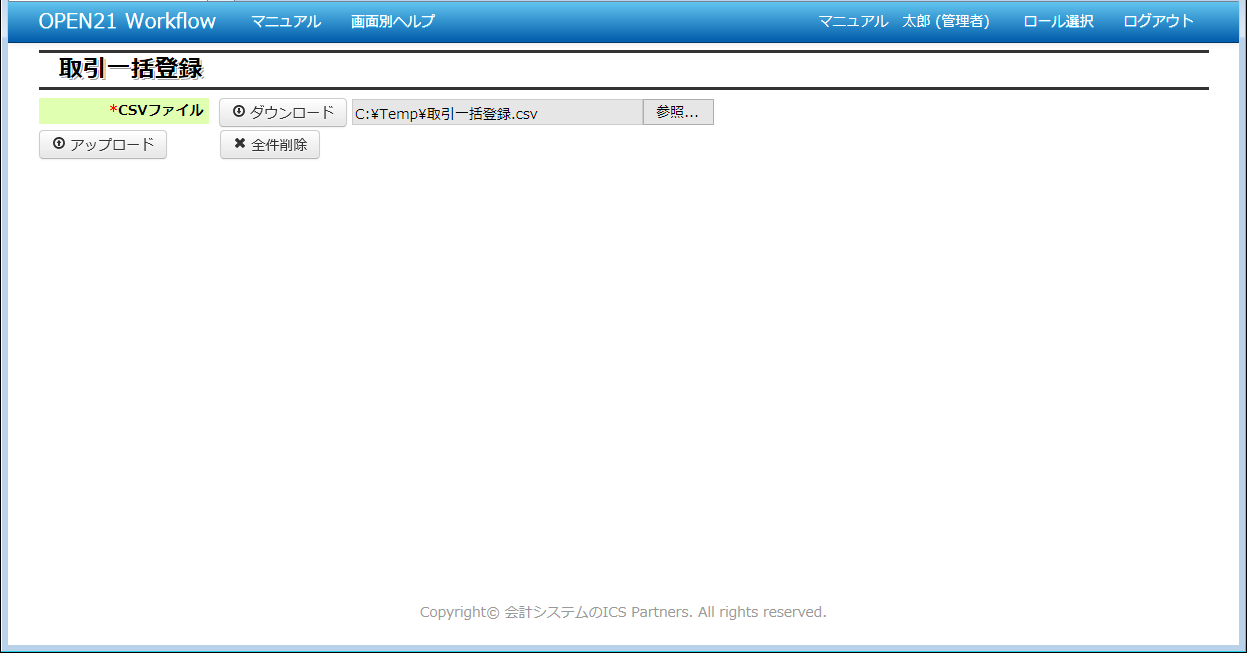 OPEN21 Workflow マニュアル 画面別ヘルプ マニュアル 太郎 (管理者) ロール選択 ログアウト
取引一括登録
*CSVファイル ダウンロード C:¥Temp¥取引一括登録.csv 参照...
アップロード 全件削除
Copyright© 会計システムのICS Partners. All rights reserved.